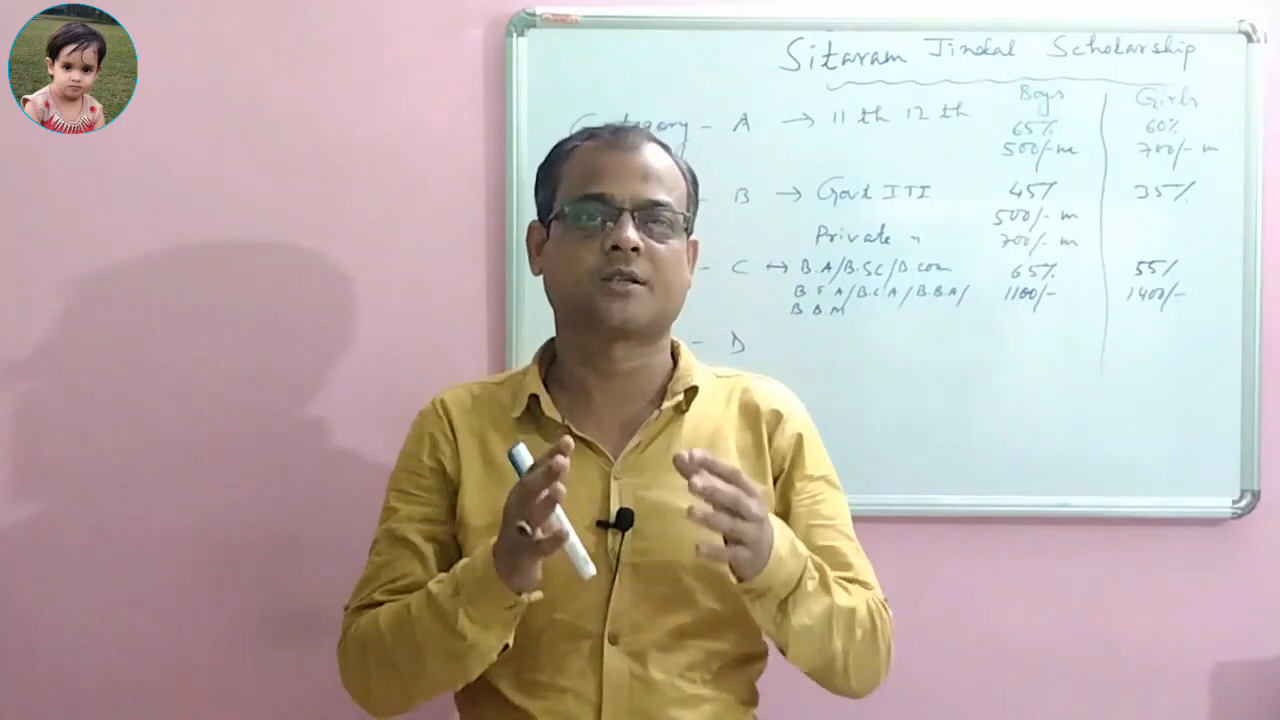 Sitaram Jindal Scholarship
Boys Girls
Category - A → 11 th 12 th 65% 60%
500/- m 700/- m
- B → Govt ITI 45% 35%
500/- m
Private " 700/- m
- C → B.A/B.SC/B.com 65% 55%
B.F.A/B.C.A/B.B.A/ 1100/- 1400/-
B B.M
- D